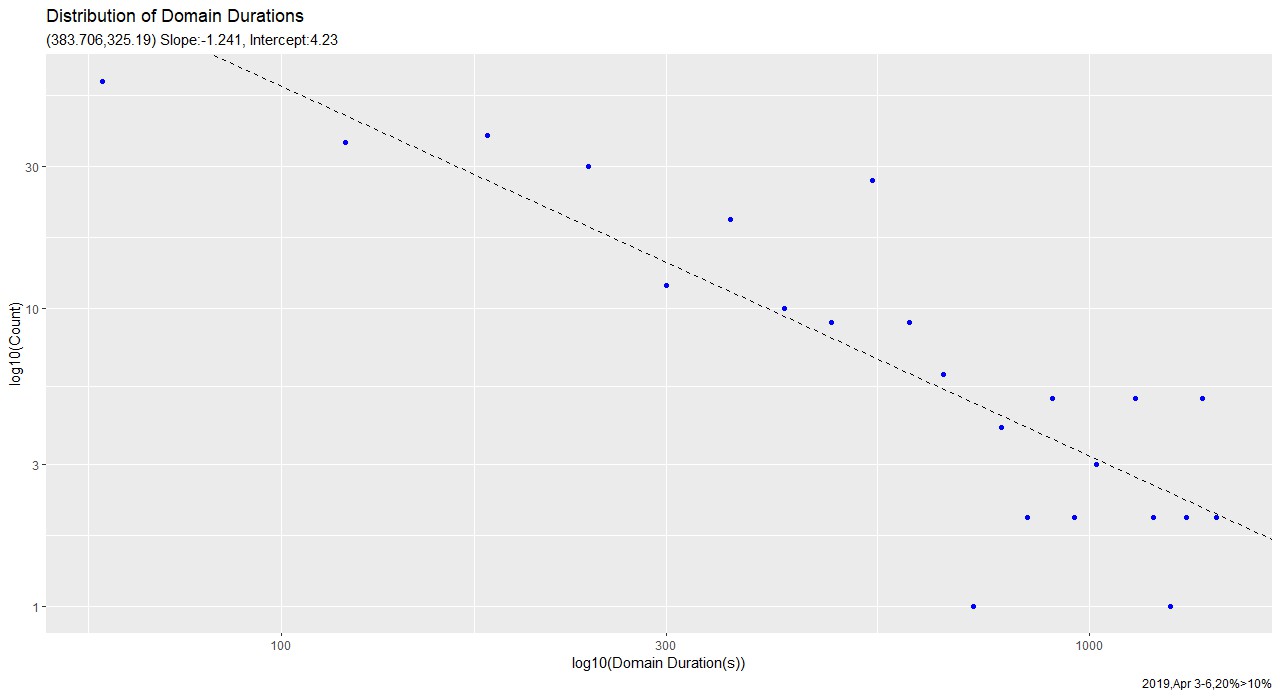 Distribution of Domain Durations
(383.706,325.19) Slope:-1.241, Intercept:4.23
log10(Count)
30
10
3
1
100
300
1000
log10(Domain Duration(s))
2019,Apr 3-6,20%>10%